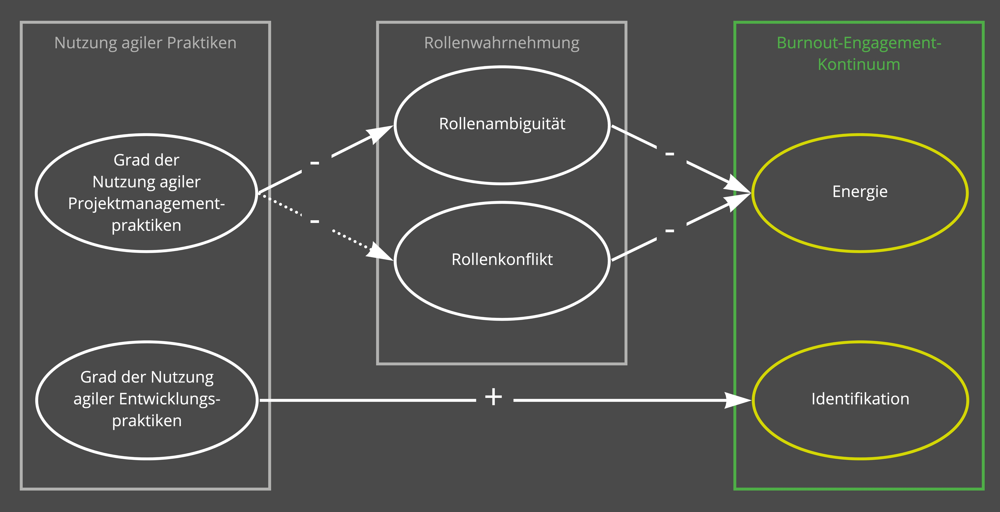 Nutzung agiler Praktiken
Grad der
Nutzung agiler
Projektmanagement-
praktiken
Grad der Nutzung
agiler Entwicklungs-
praktiken
-
-
Rollenwahrnehmung
Rollenambiguität
Rollenkonflikt
-
-
+
Burnout-Engagement-
Kontinuum
Energie
Identifikation